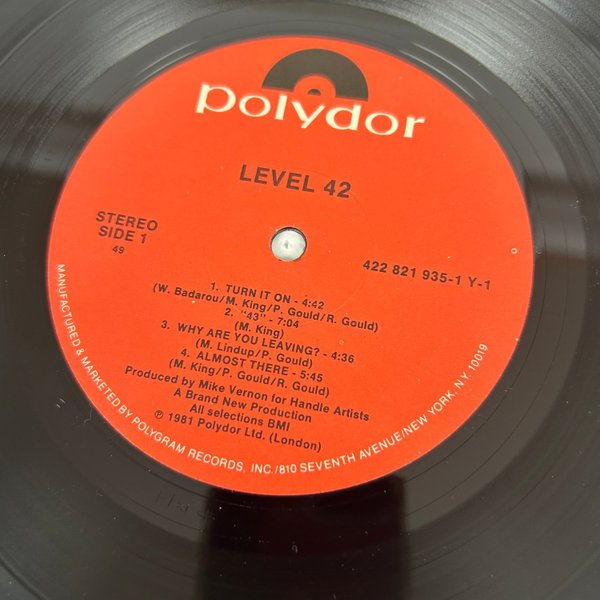 polydor
LEVEL 42
STEREO
SIDE 1
49
422 821 935-1 Y-1
1. TURN IT ON - 4:42
(W. Badarou/M. King/P. Gould/R. Gould)
2. "43" - 7:04
(M. King)
3. WHY ARE YOU LEAVING? - 4:36
(M. Lindup/P. Gould)
4. ALMOST THERE - 5:45
(M. King/P. Gould/R. Gould)
Produced by Mike Vernon for Handle Artists
A Brand New Production
All selections BMI
℗ 1981 Polydor Ltd. (London)
MANUFACTURED & MARKETED BY POLYGRAM RECORDS, INC./810 SEVENTH AVENUE/NEW YORK, NY 10019